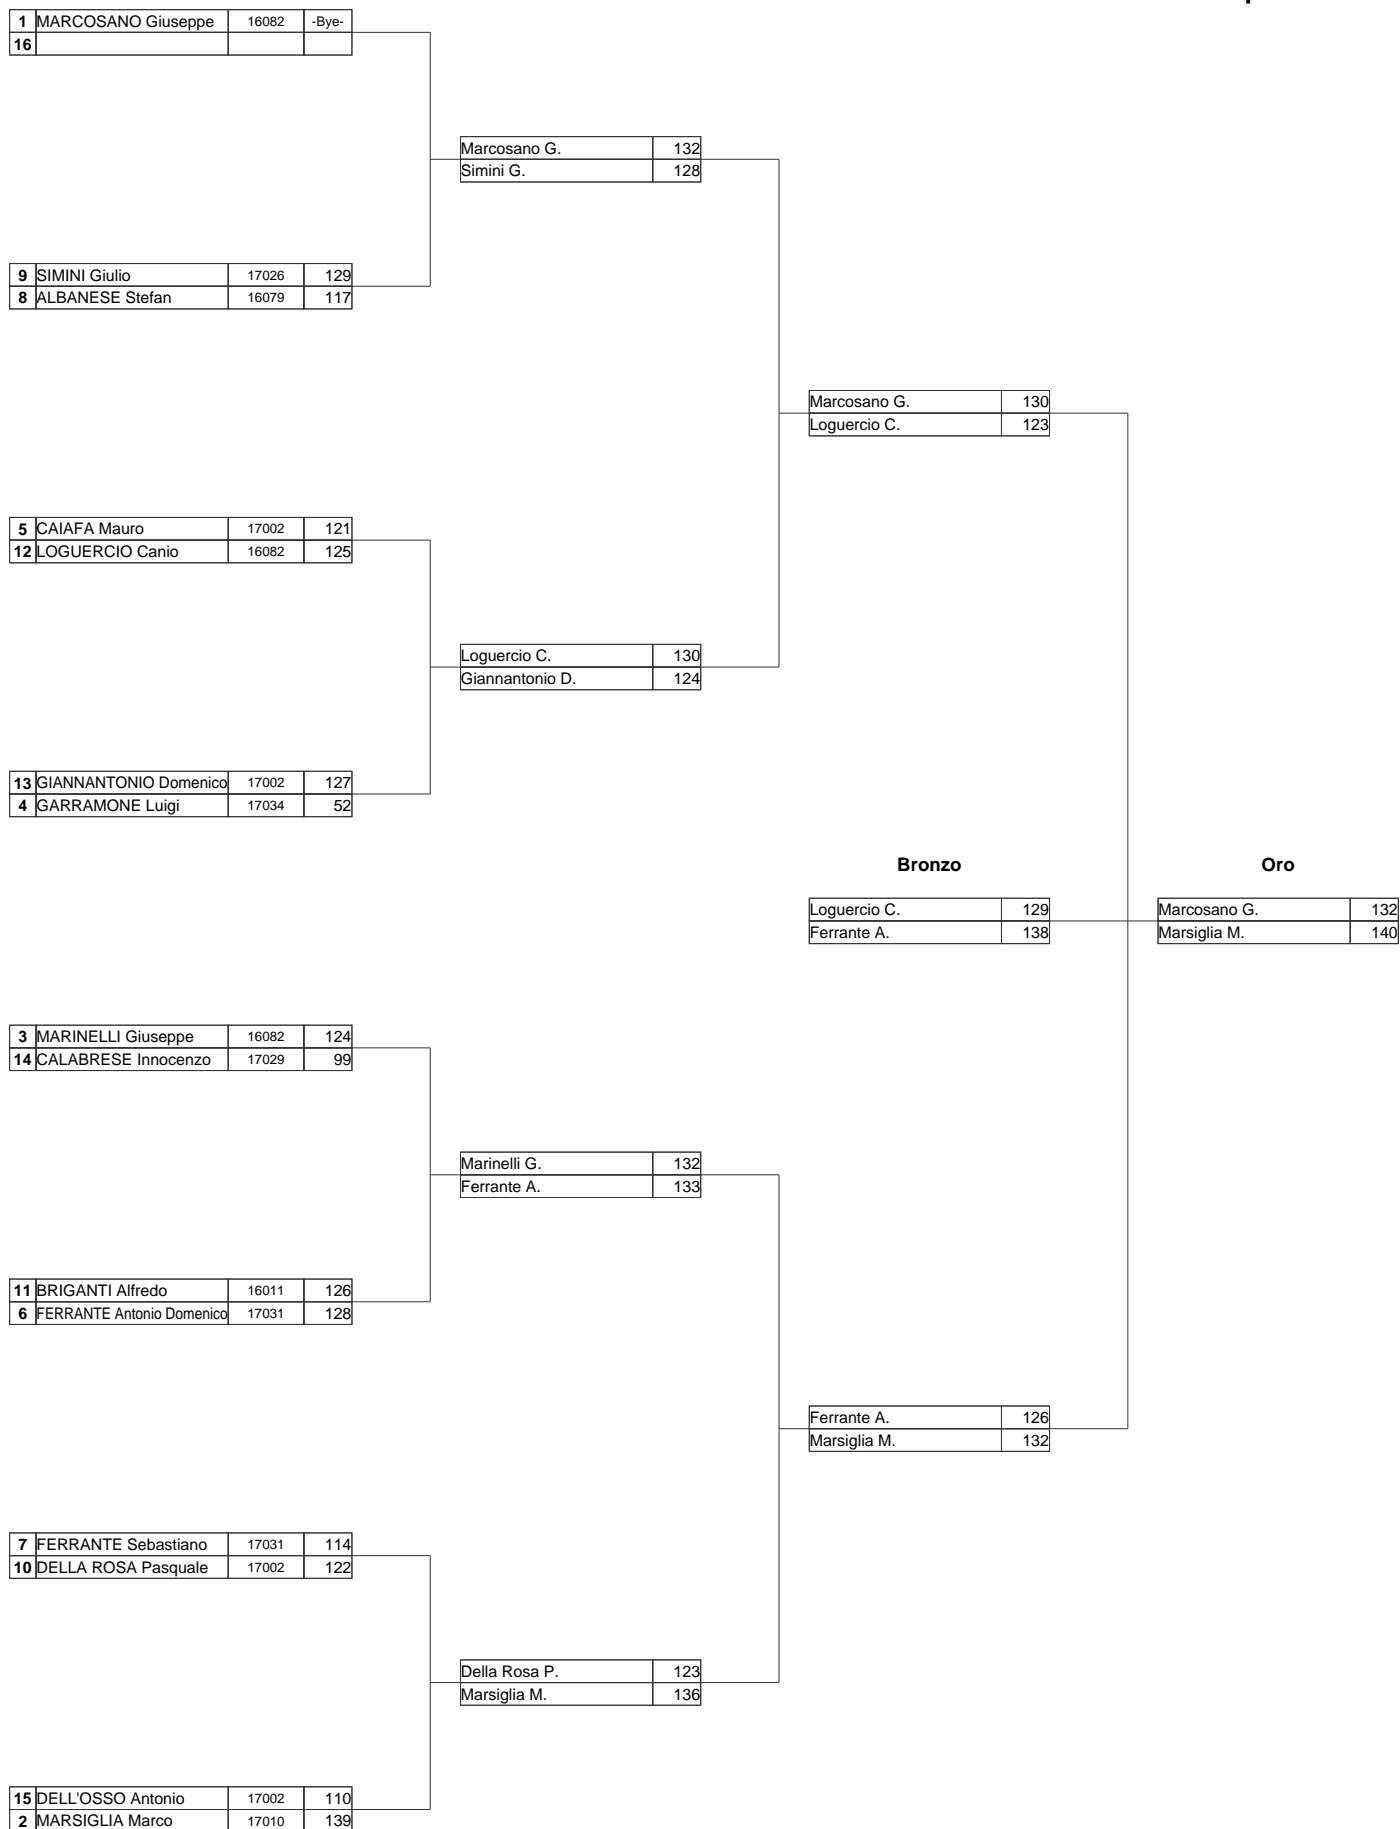 1 MARCOSANO Giuseppe 16082 -Bye-
16
Marcosano G. 132
Simini G. 128
9 SIMINI Giulio 17026 129
8 ALBANESE Stefan 16079 117
Marcosano G. 130
Loguercio C. 123
5 CAIAFA Mauro 17002 121
12 LOGUERCIO Canio 16082 125
Loguercio C. 130
Giannantonio D. 124
13 GIANNANTONIO Domenico 17002 127
4 GARRAMONE Luigi 17034 52
Bronzo Oro
Loguercio C. 129 Marcosano G. 132
Ferrante A. 138 Marsiglia M. 140
3 MARINELLI Giuseppe 16082 124
14 CALABRESE Innocenzo 17029 99
Marinelli G. 132
Ferrante A. 133
11 BRIGANTI Alfredo 16011 126
6 FERRANTE Antonio Domenico 17031 128
Ferrante A. 126
Marsiglia M. 132
7 FERRANTE Sebastiano 17031 114
10 DELLA ROSA Pasquale 17002 122
Della Rosa P. 123
Marsiglia M. 136
15 DELL'OSSO Antonio 17002 110
2 MARSIGLIA Marco 17010 139